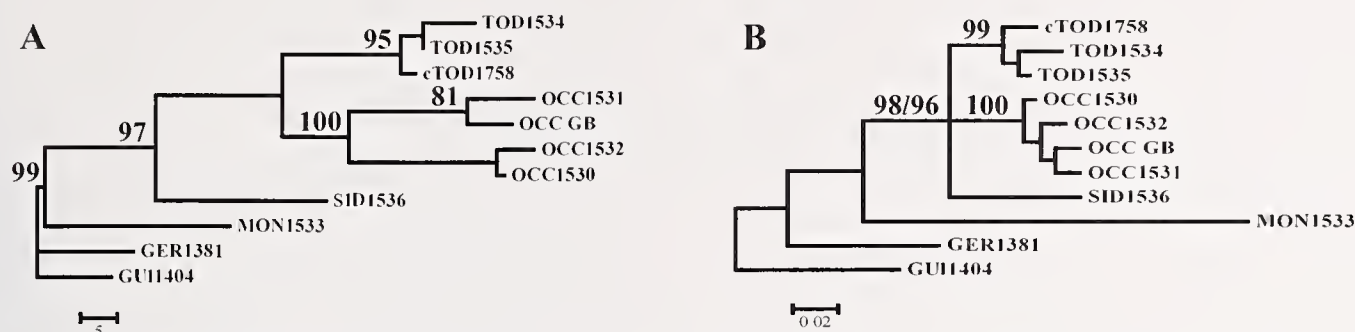 A
95
TOD1534
TOD1535
cTOD1758
81
OCC1531
OCC GB
100
OCC1532
OCC1530
97
SID1536
99
MON1533
GER1381
GUI1404
5
B
99
cTOD1758
TOD1534
TOD1535
98/96
100
OCC1530
OCC1532
OCC GB
OCC1531
SID1536
MON1533
GER1381
GUI1404
0 02